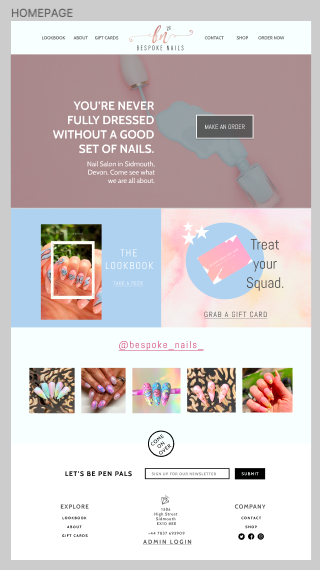 HOMEPAGE
LOOKBOOK ABOUT GIFT CARDS
bn
BESPOKE NAILS
CONTACT SHOP ORDER NOW
YOU'RE NEVER
FULLY DRESSED
WITHOUT A GOOD
SET OF NAILS.
Nail Salon in Sidmouth,
Devon. Come see what
we are all about.
MAKE AN ORDER
THE
LOOKBOOK
TAKE A PEEK
Treat
your
Squad.
GRAB A GIFT CARD
@bespoke_nails_
COME
ON
OVER
LET'S BE PEN PALS
SIGN UP FOR OUR NEWSLETTER
SUBMIT
EXPLORE
LOOKBOOK
ABOUT
GIFT CARDS
High Street
Sidmouth
ADMIN LOGIN
COMPANY
CONTACT
SHOP